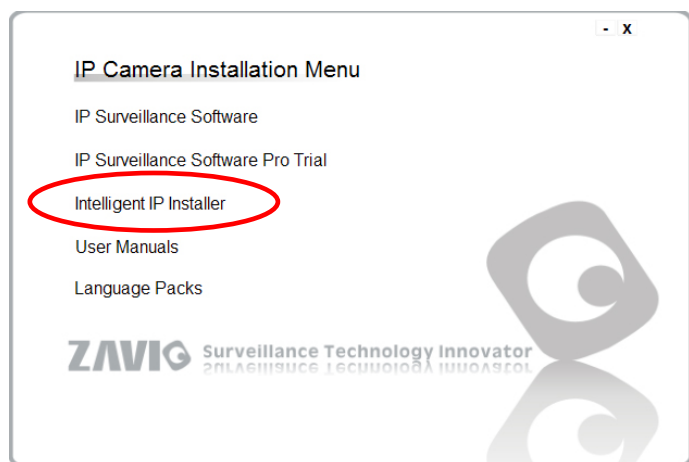 - X
IP Camera Installation Menu
IP Surveillance Software
IP Surveillance Software Pro Trial
Intelligent IP Installer
User Manuals
Language Packs
ZAVIO Surveillance Technology Innovator